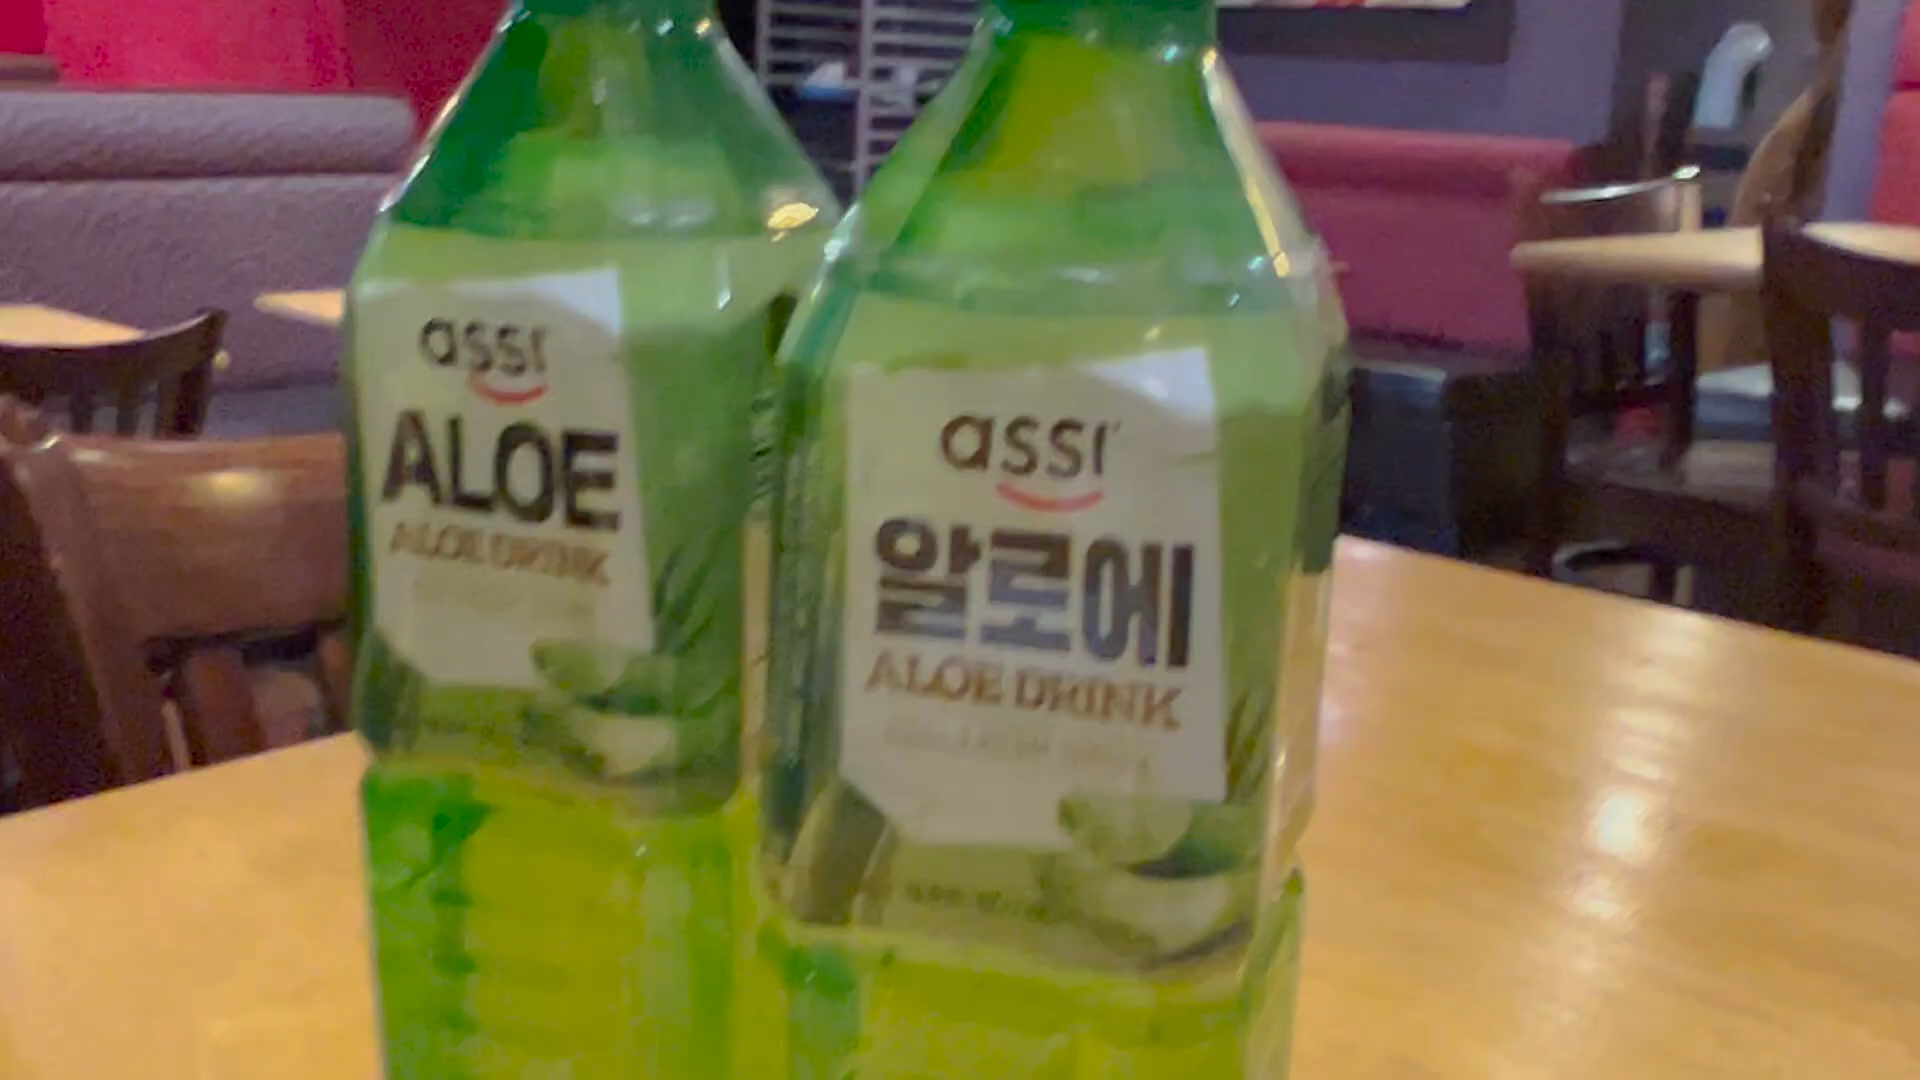 assi
ALOE
ALOE DRINK
assi
알로에
ALOE DRINK